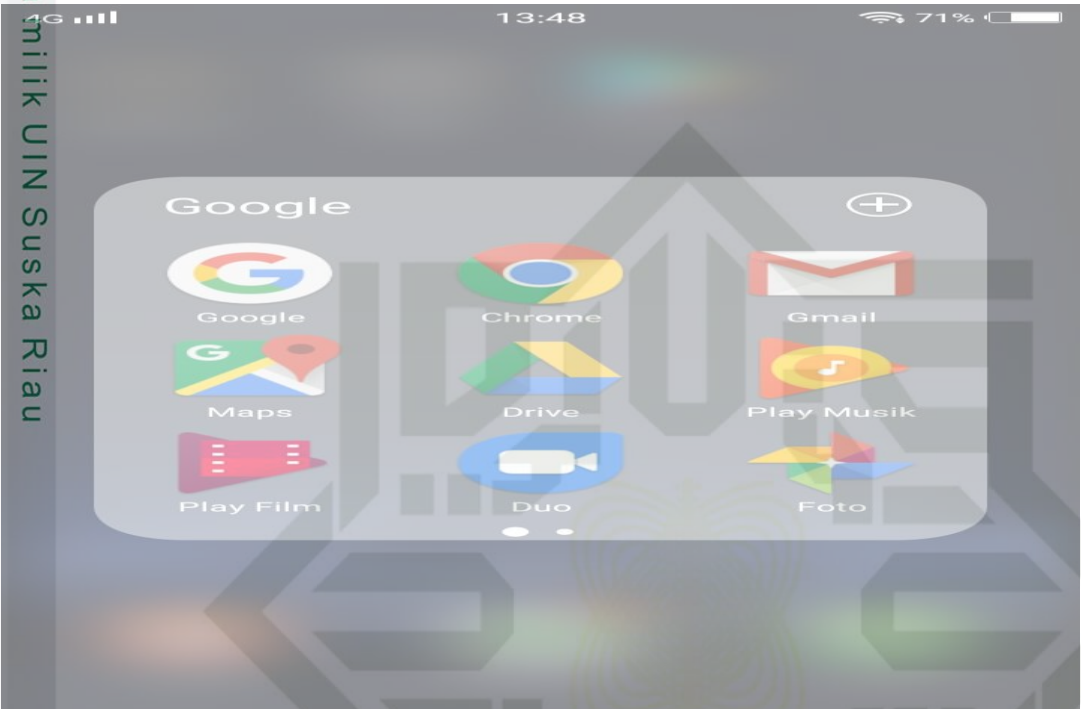 4G 13:48 71%
milik UIN Suska Riau
Google
Google Chrome Gmail
Maps Drive Play Musik
Play Film Duo Foto